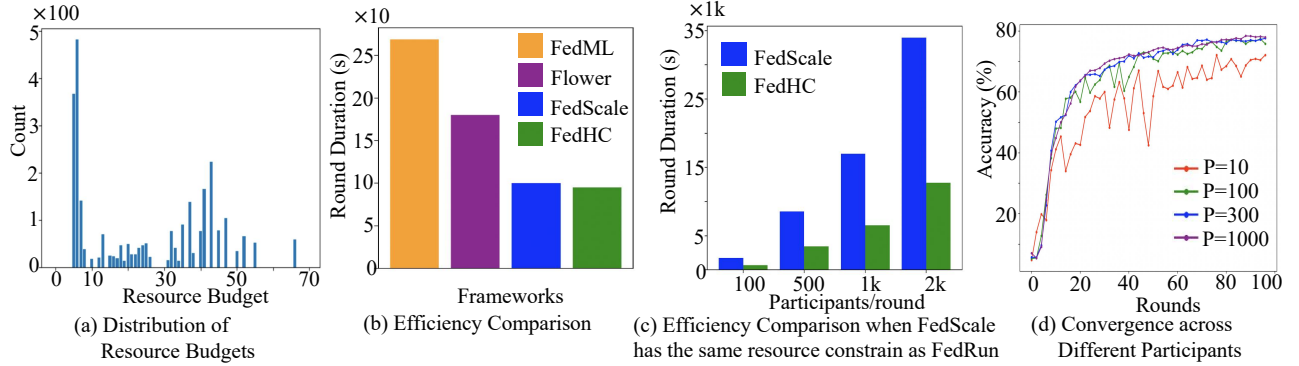 ×100
5
4
3
2
1
0
Count
0
10
30
40
70
Resource Budget
(a) Distribution of
Resource Budgets
×10
25
20
15
10
5
0
Round Duration (s)
FedML
Flower
FedScale
FedHC
Frameworks
(b) Efficiency Comparison
×1k
35
25
15
5
0
Round Duration (s)
FedScale
FedHC
100
500
1k
2k
Participants/round
(c) Efficiency Comparison when FedScale
has the same resource constrain as FedRun
80
60
40
20
Accuracy (%)
P=10
P=100
P=300
P=1000
0
20
40
60
80
100
Rounds
(d) Convergence across
Different Participants